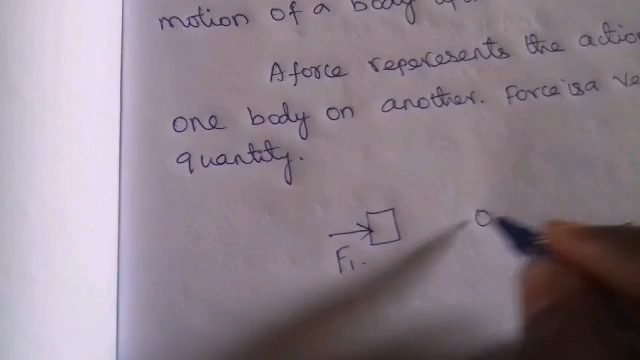 motion of a body
A force represents the action
one body on another. Force is a
quantity.
F1.